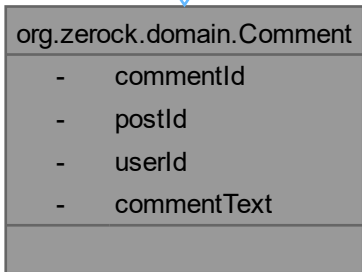 org.zerock.domain.Comment
- commentId
- postId
- userId
- commentText